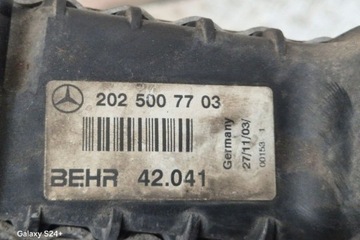 202 500 77 03
Germany
27/11/03/
00153 1
BEHR 42.041
Galaxy S24+